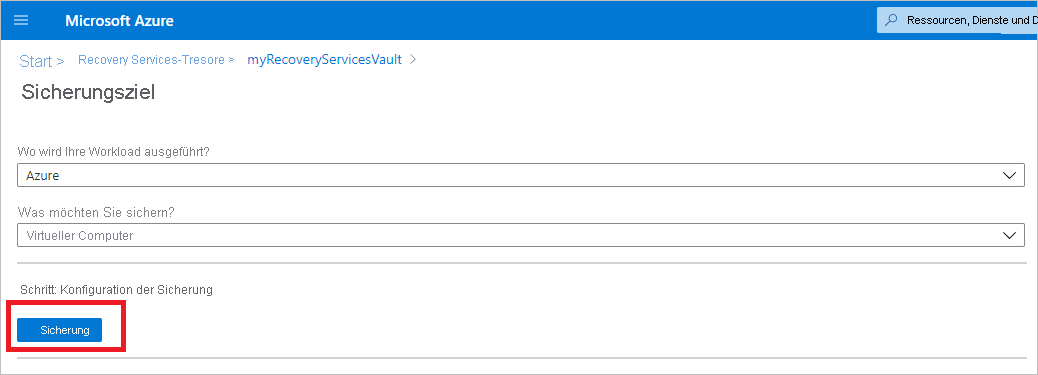 Microsoft Azure
Ressourcen, Dienste und D
Start > Recovery Services-Tresore > myRecoveryServicesVault >
Sicherungsziel
Wo wird Ihre Workload ausgeführt?
Azure
Was möchten Sie sichern?
Virtueller Computer
Schritt: Konfiguration der Sicherung
Sicherung